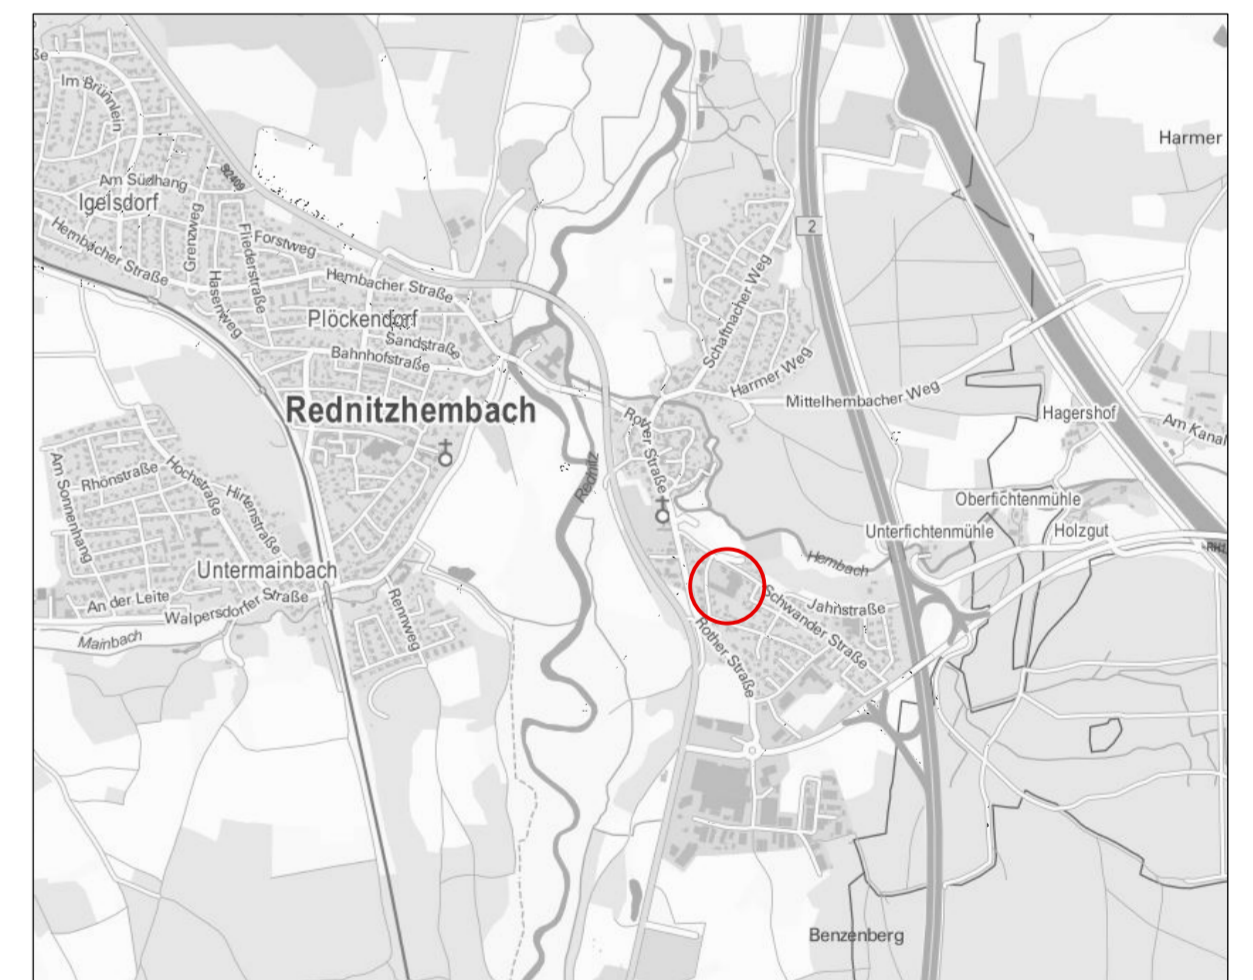 ße
Im Brünnlein
Harmer
Am Südhang
St2409
Igelsdorf
Grenzweg
Fliederstraße
Forstweg
2
Hembacher Straße
Hasenweg
Hembacher Straße
Schaftnacher Weg
Plöckendorf
Sandstraße
Bahnhofstraße
Harmer Weg
Mittelhembacher Weg
Rednitzhembach
Rother Straße
Hagershof
Am Kanal
Am Sonnenhang
Rhönstraße
Hochstraße
Hirtenstraße
Rednitz
Oberfichtenmühle
Unterfichtenmühle
Holzgut
Hembach
Untermainbach
An der Leite
Walpersdorfer Straße
Rennweg
Schwander Straße
Jahnstraße
Mainbach
Rother Straße
Benzenberg